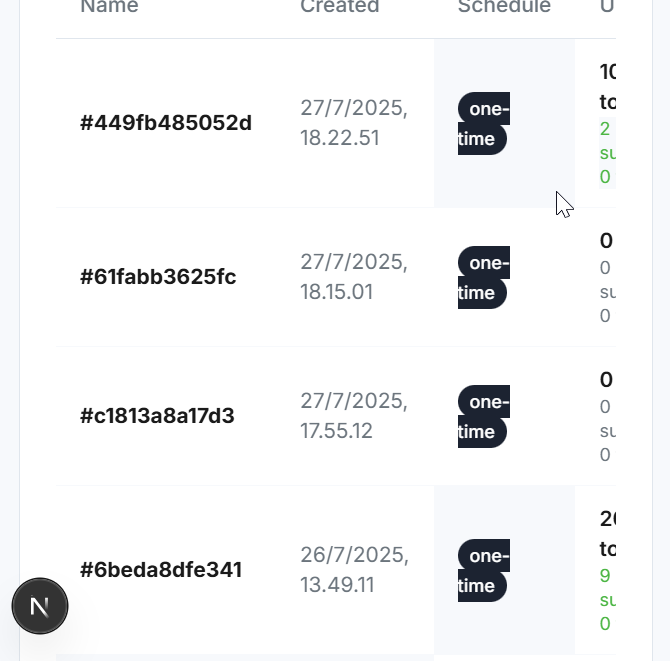 Name Created Schedule U
#449fb485052d 27/7/2025, 18.22.51 one-time 10
to
2
su
0
#61fabb3625fc 27/7/2025, 18.15.01 one-time 0
0
su
0
#c1813a8a17d3 27/7/2025, 17.55.12 one-time 0
0
su
0
#6beda8dfe341 26/7/2025, 13.49.11 one-time 20
to
9
su
0
N